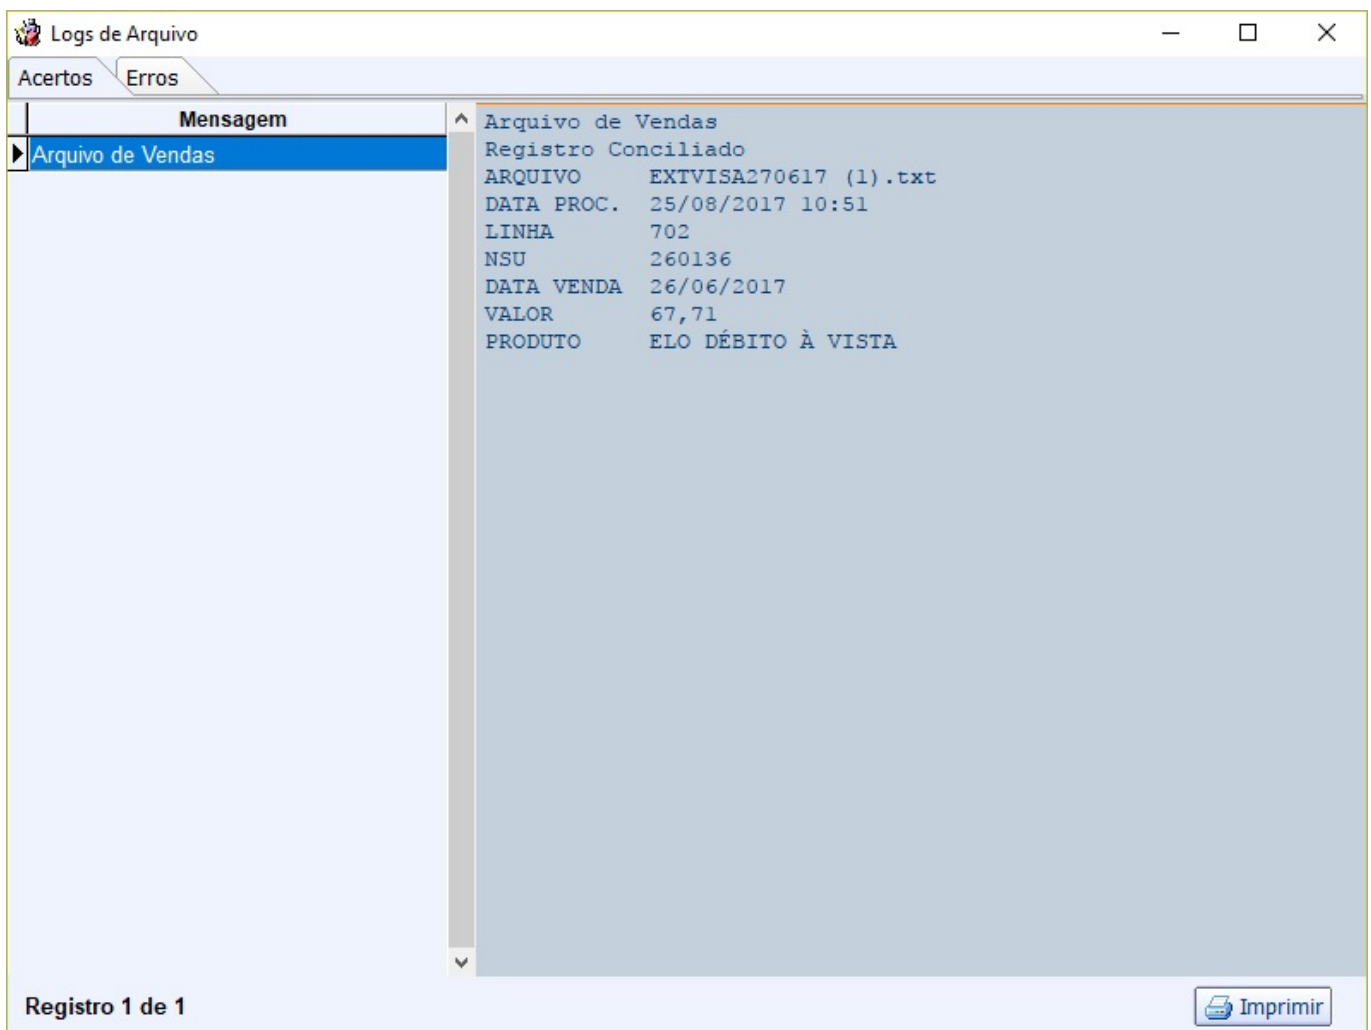 Logs de Arquivo
Acertos Erros
Mensagem
Arquivo de Vendas
Arquivo de Vendas
Registro Conciliado
ARQUIVO EXTVISA270617 (1).txt
DATA PROC. 25/08/2017 10:51
LINHA 702
NSU 260136
DATA VENDA 26/06/2017
VALOR 67,71
PRODUTO ELO DÉBITO À VISTA
Registro 1 de 1
Imprimir